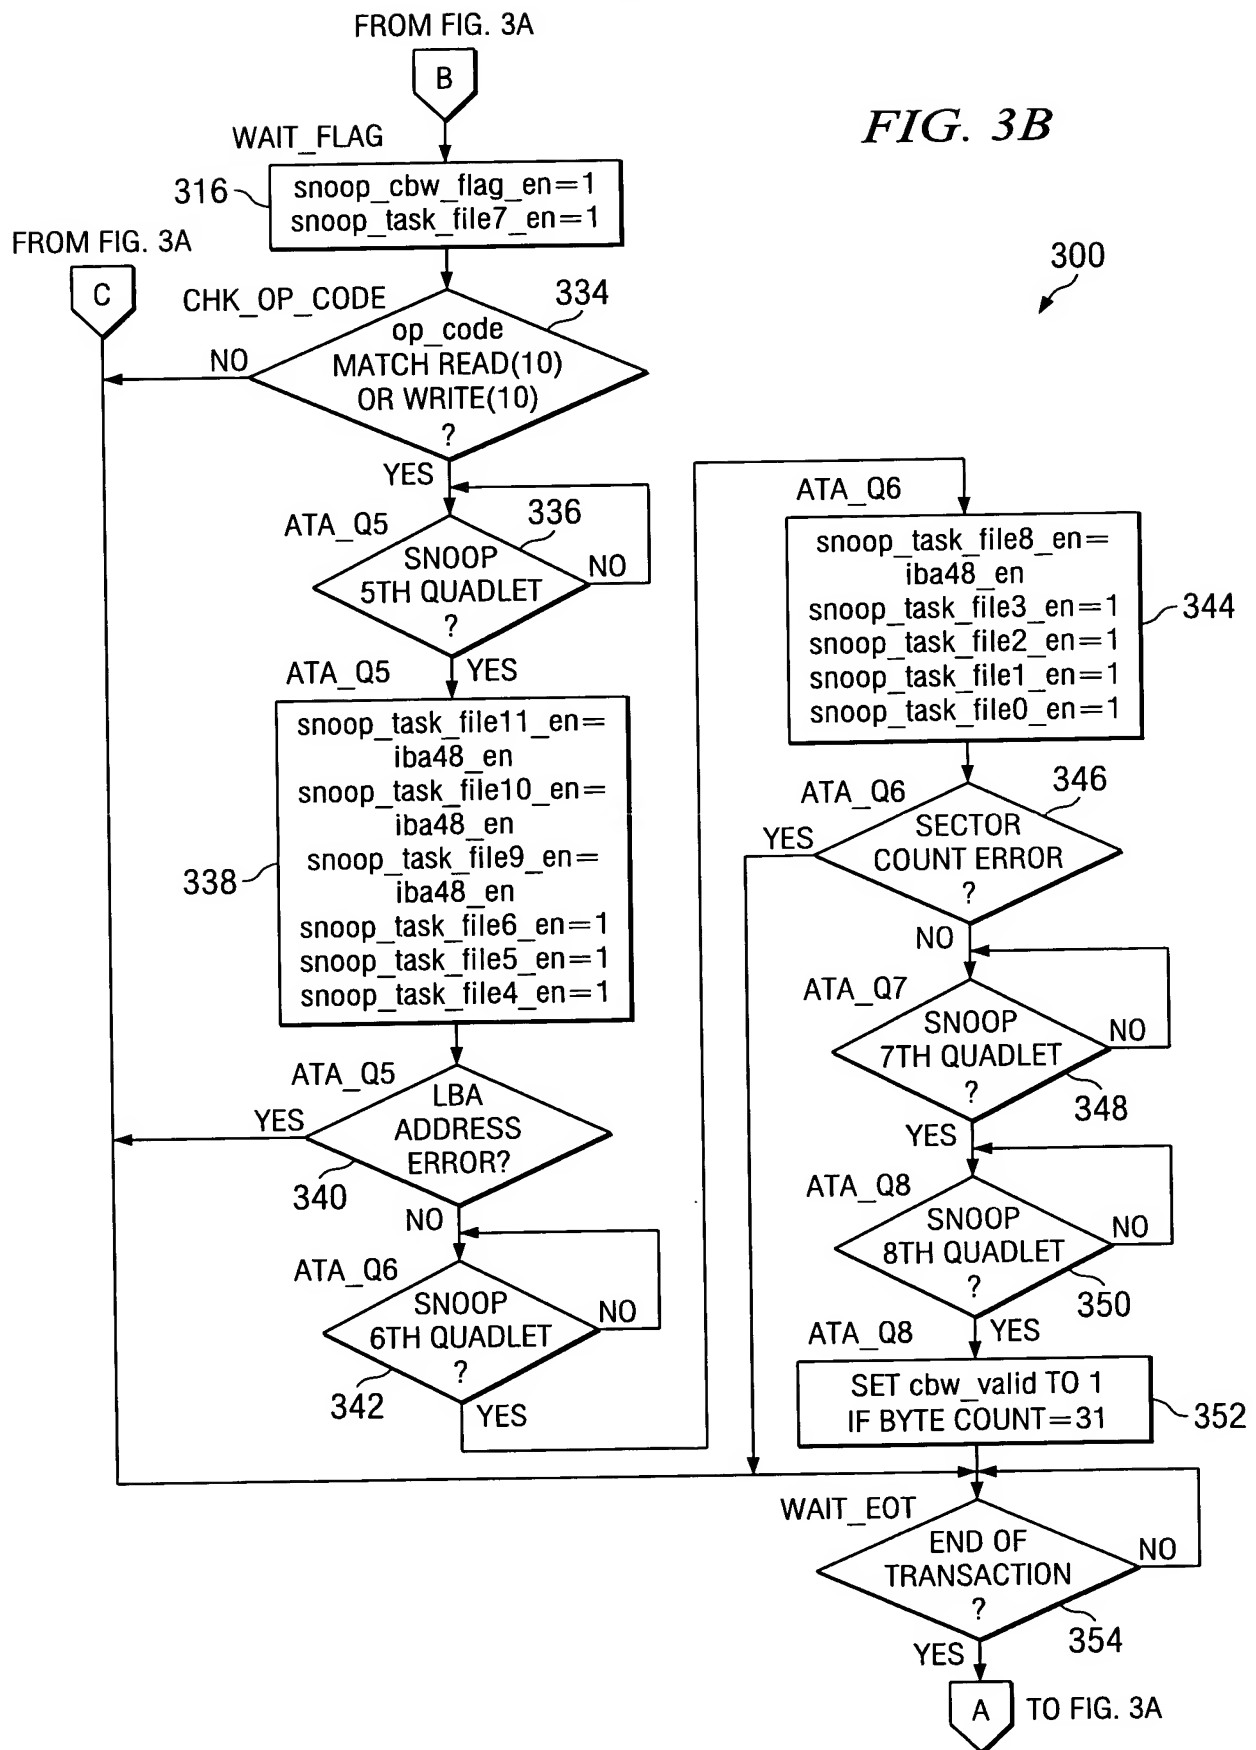 FROM FIG. 3A
B
FIG. 3B
WAIT_FLAG
316
snoop_cbw_flag_en=1
snoop_task_file7_en=1
FROM FIG. 3A
C
300
CHK_OP_CODE
334
op_code
MATCH READ(10)
OR WRITE(10)
?
NO
YES
ATA_Q5
336
SNOOP
5TH QUADLET
?
NO
YES
ATA_Q5
338
snoop_task_file11_en=
iba48_en
snoop_task_file10_en=
iba48_en
snoop_task_file9_en=
iba48_en
snoop_task_file6_en=1
snoop_task_file5_en=1
snoop_task_file4_en=1
ATA_Q5
LBA
ADDRESS
ERROR?
YES
340
NO
ATA_Q6
SNOOP
6TH QUADLET
?
NO
342
YES
ATA_Q6
snoop_task_file8_en=
iba48_en
snoop_task_file3_en=1
snoop_task_file2_en=1
snoop_task_file1_en=1
snoop_task_file0_en=1
344
ATA_Q6
346
SECTOR
COUNT ERROR
?
YES
NO
ATA_Q7
SNOOP
7TH QUADLET
?
NO
348
YES
ATA_Q8
SNOOP
8TH QUADLET
?
NO
350
YES
ATA_Q8
SET cbw_valid TO 1
IF BYTE COUNT=31
352
WAIT_EOT
END OF
TRANSACTION
?
NO
354
YES
A
TO FIG. 3A